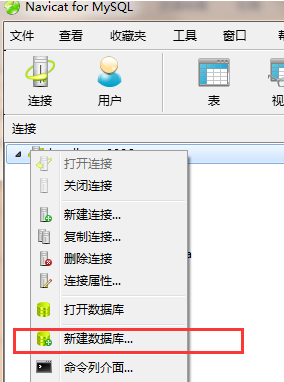 Navicat for MySQL
文件 查看 收藏夹 工具 窗口
连接 用户 表
连接
打开连接
关闭连接
新建连接...
复制连接...
删除连接
连接属性...
打开数据库
新建数据库...
命令列介面...